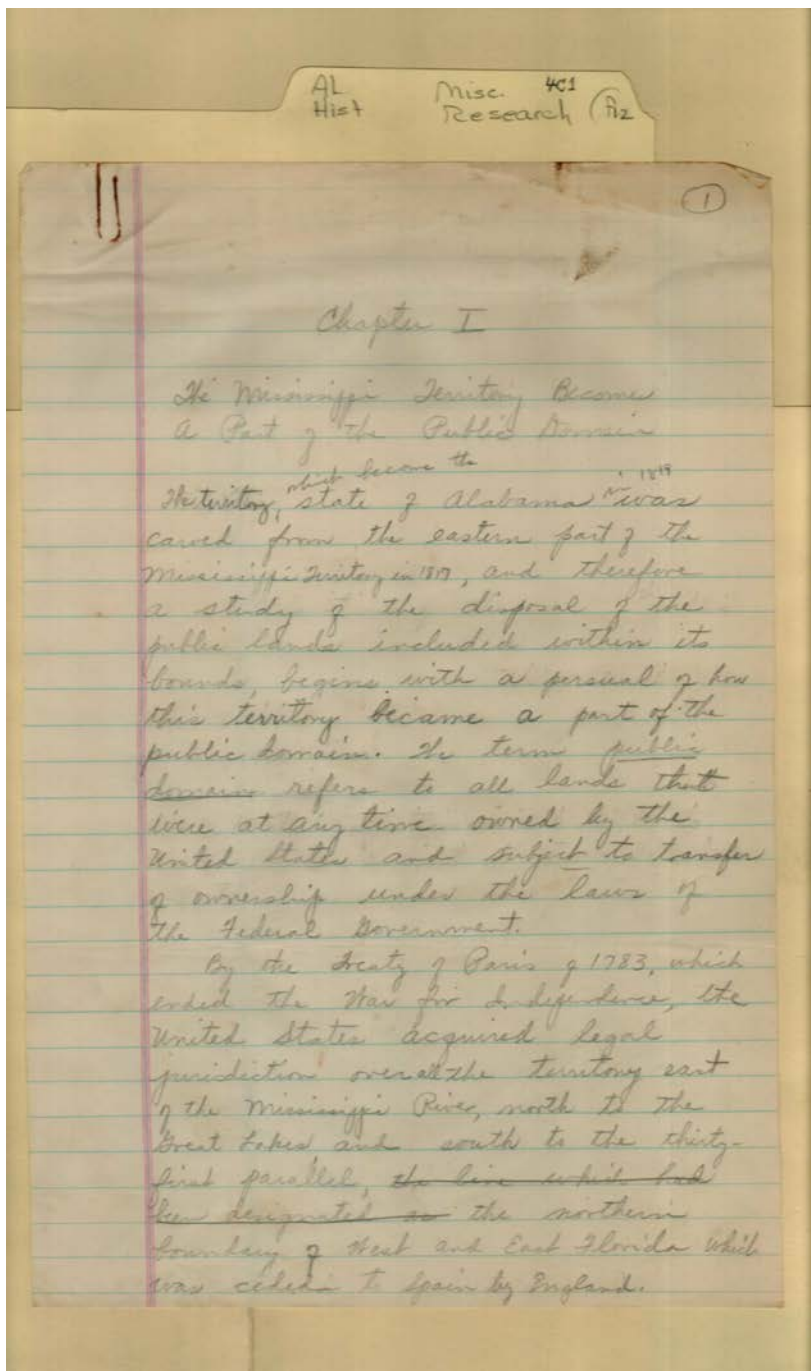 AL Misc. 4C1
Hist Research Az
1
Chapter I
The Mississippi Territory Become
A Part of the Public Domain
which become the in 1819
The territory, state of Alabama was
carved from the eastern part of the
Mississippi Territory in 1817, and therefore
a study of the disposal of the
public lands included within its
bounds, begins with a persual of how
this territory became a part of the
public domain. The term public
domain refers to all lands that
were at any time owned by the
United States and subject to transfer
of ownership under the laws of
the Federal Government.
By the Treaty of Paris of 1783, which
ended the War for Independence, the
United States acquired legal
jurisdiction over all the territory east
of the Mississippi River, north to the
Great Lakes, and south to the thirty-
first parallel, the line which had
been designated as the northern
boundary of West and East Florida which
was ceded to Spain by England.